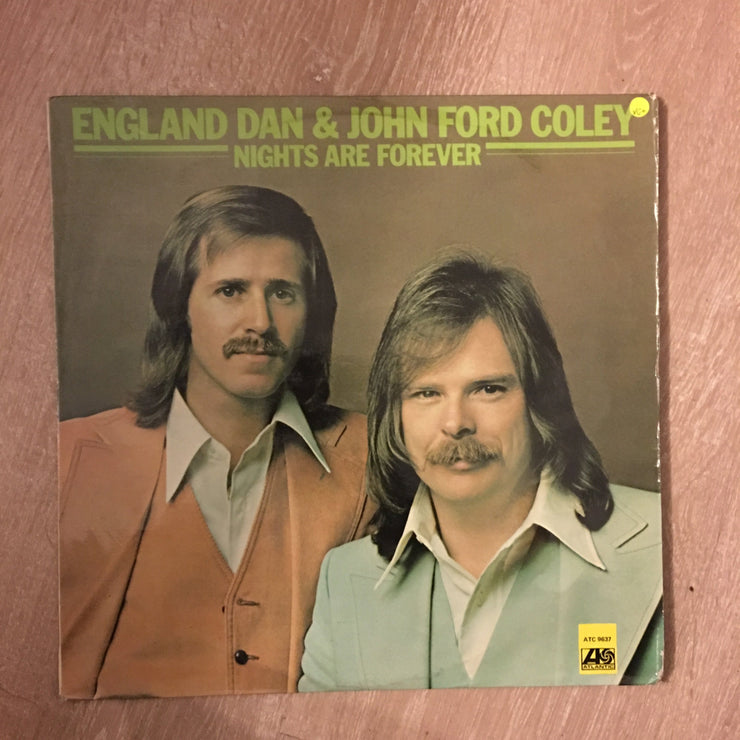 ENGLAND DAN & JOHN FORD COLEY
NIGHTS ARE FOREVER
ATC 9637
ATLANTIC